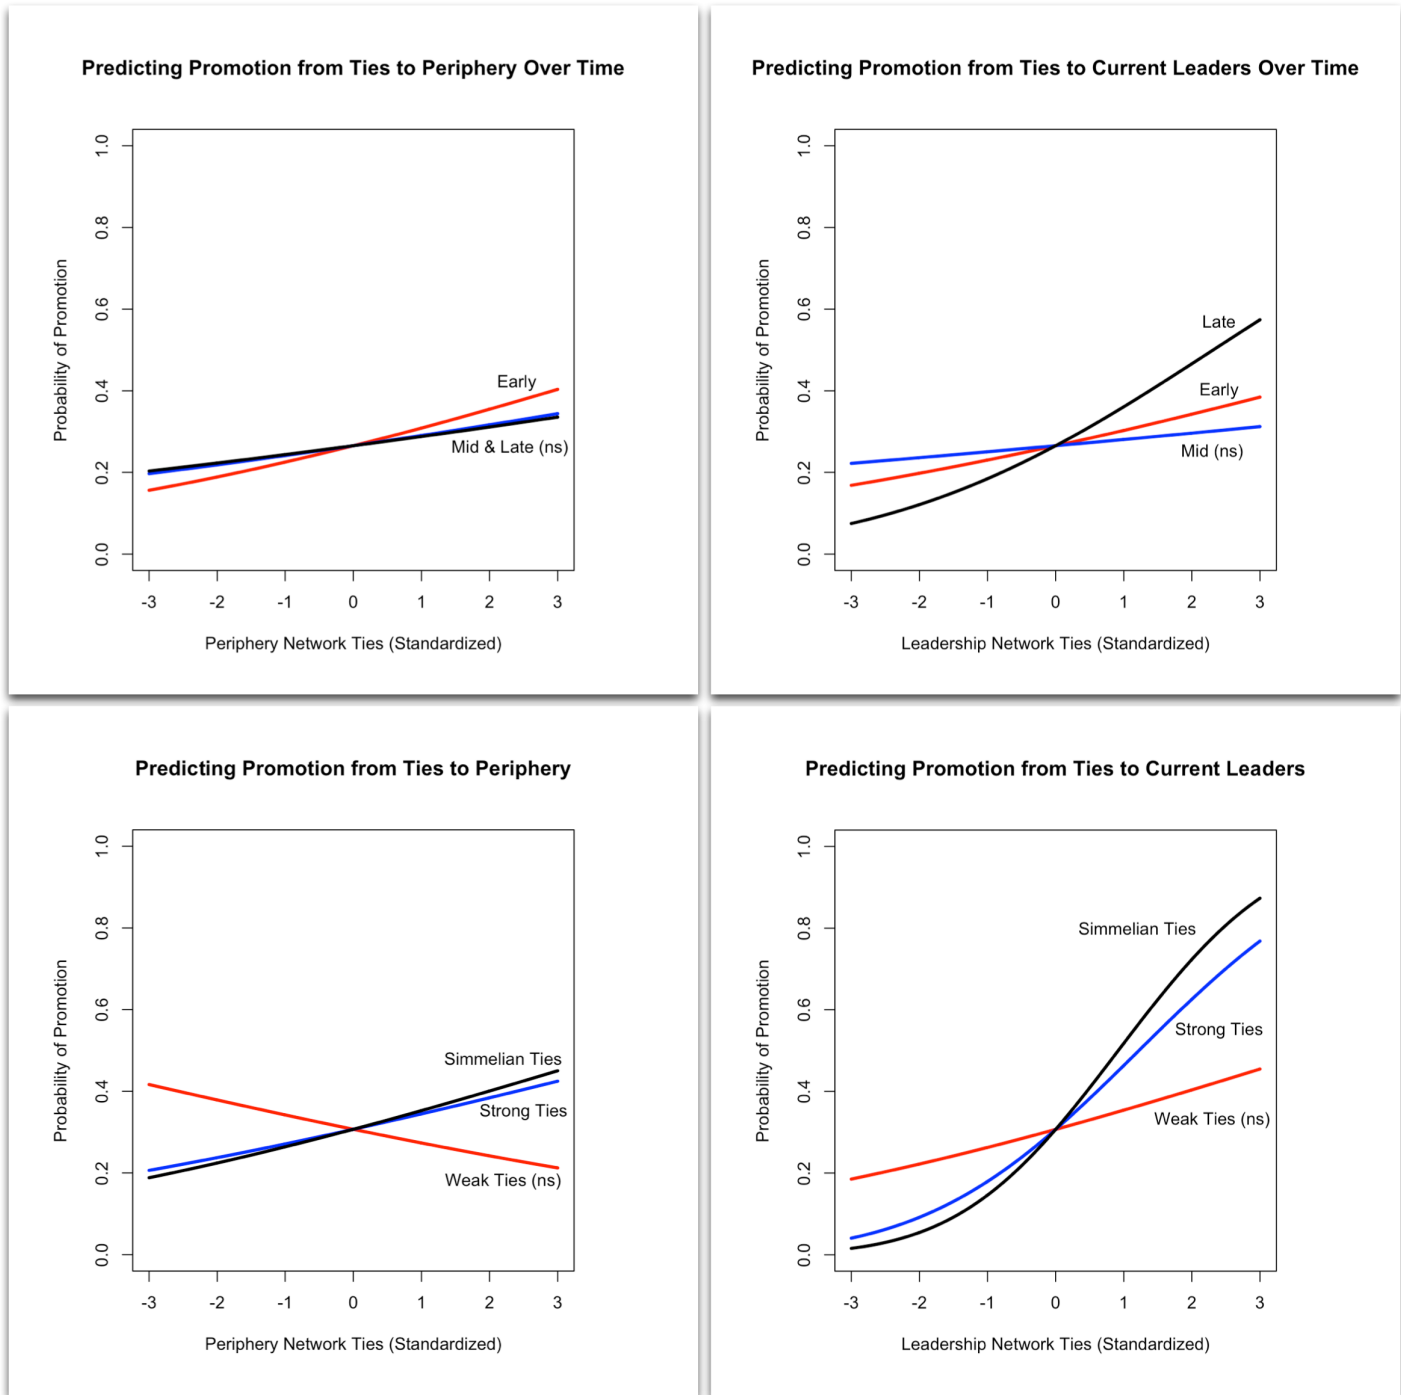 Predicting Promotion from Ties to Periphery Over Time
Probability of Promotion
1.0
0.8
0.6
0.4
0.2
0.0
Early
Mid & Late (ns)
-3 -2 -1 0 1 2 3
Periphery Network Ties (Standardized)
Predicting Promotion from Ties to Current Leaders Over Time
Probability of Promotion
1.0
0.8
0.6
0.4
0.2
0.0
Late
Early
Mid (ns)
-3 -2 -1 0 1 2 3
Leadership Network Ties (Standardized)
Predicting Promotion from Ties to Periphery
Probability of Promotion
1.0
0.8
0.6
0.4
0.2
0.0
Simmelian Ties
Strong Ties
Weak Ties (ns)
-3 -2 -1 0 1 2 3
Periphery Network Ties (Standardized)
Predicting Promotion from Ties to Current Leaders
Probability of Promotion
1.0
0.8
0.6
0.4
0.2
0.0
Simmelian Ties
Strong Ties
Weak Ties (ns)
-3 -2 -1 0 1 2 3
Leadership Network Ties (Standardized)